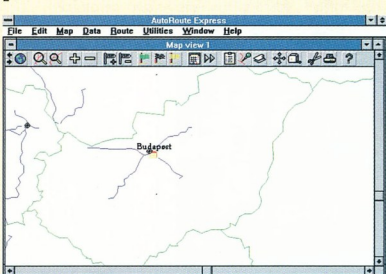 AutoRoute Express
File Edit Map Data Route Utilities Window Help
Map view 1
?
Budapest